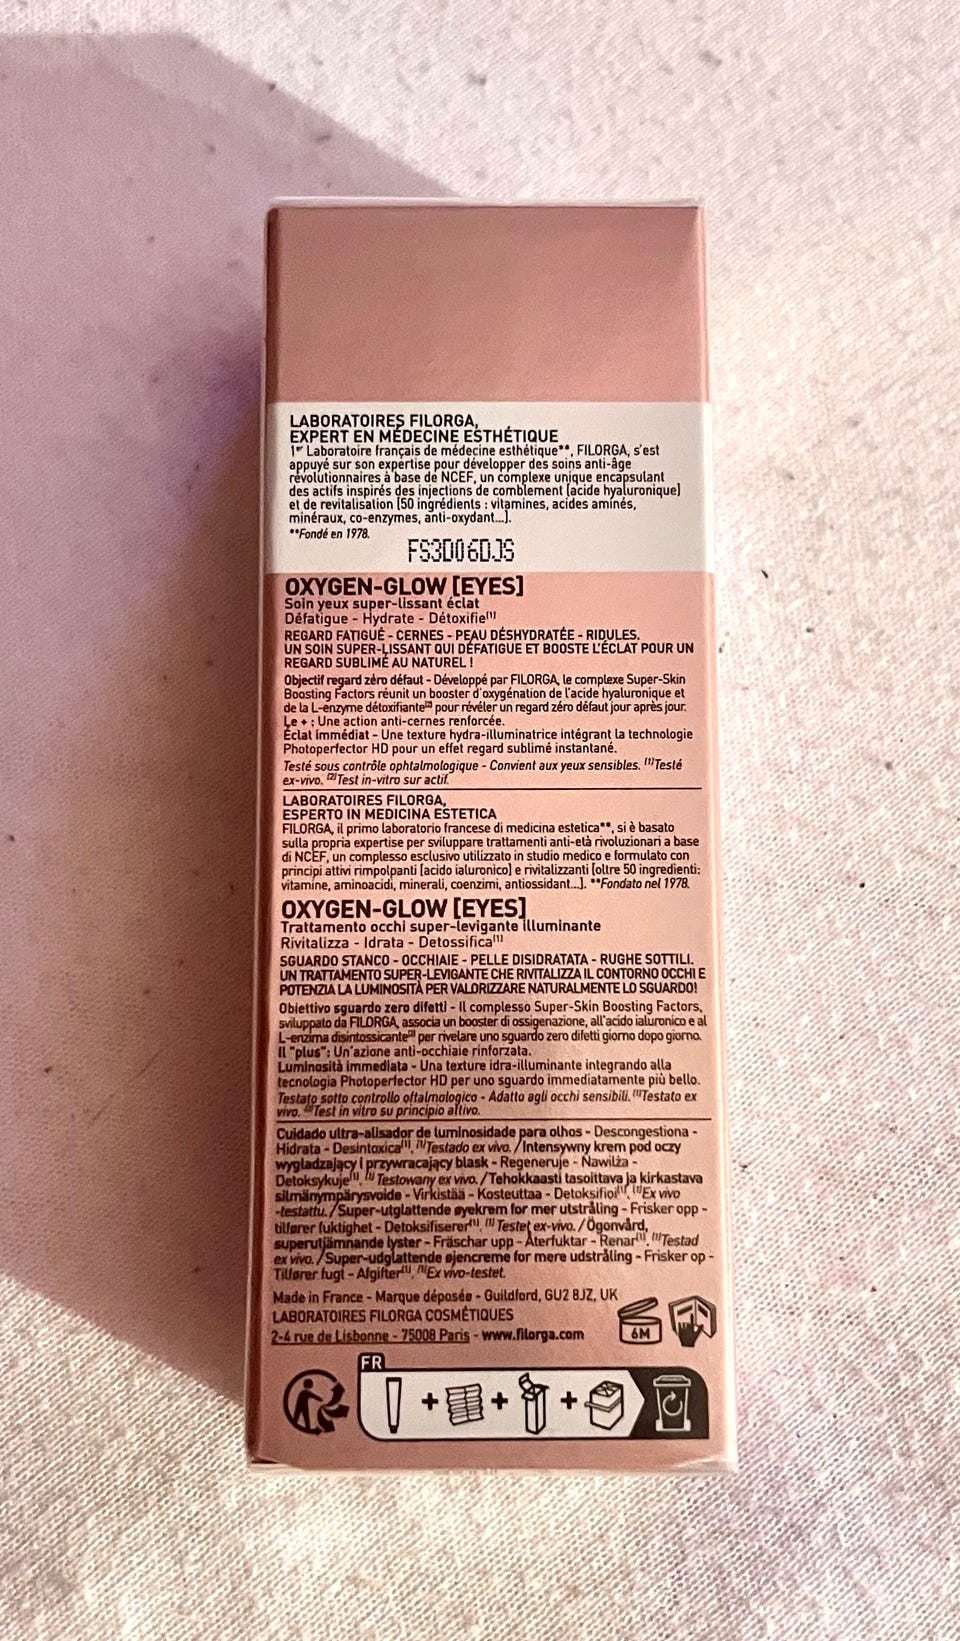 LABORATOIRES FILORGA,
EXPERT EN MÉDECINE ESTHÉTIQUE
1er Laboratoire français de médecine esthétique**, FILORGA, s'est
appuyé sur son expertise pour développer des soins anti-âge
révolutionnaires à base de NCEF, un complexe unique encapsulant
des actifs inspirés des injections de comblement [acide hyaluronique]
et de revitalisation [50 ingrédients : vitamines, acides aminés,
minéraux, co-enzymes, anti-oxydant...].
**Fondé en 1978.
FS3D06DJS
OXYGEN-GLOW [EYES]
Soin yeux super-lissant éclat
Défatigue - Hydrate - Détoxifie(1)
REGARD FATIGUÉ - CERNES - PEAU DÉSHYDRATÉE - RIDULES.
UN SOIN SUPER-LISSANT QUI DÉFATIGUE ET BOOSTE L'ÉCLAT POUR UN
REGARD SUBLIMÉ AU NATUREL !
Objectif regard zéro défaut - Développé par FILORGA, le complexe Super-Skin
Boosting Factors réunit un booster d'oxygénation de l'acide hyaluronique et
de la L-enzyme détoxifiante(2) pour révéler un regard zéro défaut jour après jour.
Le + : Une action anti-cernes renforcée.
Éclat immédiat - Une texture hydra-illuminatrice intégrant la technologie
Photoperfector HD pour un effet regard sublimé instantané.
Testé sous contrôle ophtalmologique - Convient aux yeux sensibles. (1)Testé
ex-vivo. (2)Test in-vitro sur actif.
LABORATOIRES FILORGA,
ESPERTO IN MEDICINA ESTETICA
FILORGA, il primo laboratorio francese di medicina estetica**, si è basato
sulla propria expertise per sviluppare trattamenti anti-età rivoluzionari a base
di NCEF, un complesso esclusivo utilizzato in studio medico e formulato con
principi attivi rimpolpanti [acido ialuronico] e rivitalizzanti [oltre 50 ingredienti:
vitamine, aminoacidi, minerali, coenzimi, antiossidant...]. **Fondato nel 1978.
OXYGEN-GLOW [EYES]
Trattamento occhi super-levigante illuminante
Rivitalizza - Idrata - Detossifica(1)
SGUARDO STANCO - OCCHIAIE - PELLE DISIDRATATA - RUGHE SOTTILI.
UN TRATTAMENTO SUPER-LEVIGANTE CHE RIVITALIZZA IL CONTORNO OCCHI E
POTENZIA LA LUMINOSITÀ PER VALORIZZARE NATURALMENTE LO SGUARDO!
Obiettivo sguardo zero difetti - Il complesso Super-Skin Boosting Factors,
sviluppato da FILORGA, associa un booster di ossigenazione, all'acido ialuronico e al
L-enzima disintossicante(2) per rivelare uno sguardo zero difetti giorno dopo giorno.
Il "plus": Un'azione anti-occhiaie rinforzata.
Luminosità immediata - Una texture idra-illuminante integrando alla
tecnologia Photoperfector HD per uno sguardo immediatamente più bello.
Testato sotto controllo oftalmologico - Adatto agli occhi sensibili. (1)Testato ex
vivo. (2)Test in vitro su principio attivo.
Cuidado ultra-alisador de luminosidade para olhos - Descongestiona -
Hidrata - Desintoxica(1). (1)Testado ex vivo. / Intensywny krem pod oczy
wygładzający i przywracający blask - Regeneruje - Nawilża -
Detoksykuje(1). (1)Testowany ex vivo. / Tehokkaasti tasoittava ja kirkastava
silmänympärysvoide - Virkistää - Kosteuttaa - Detoksifioi(1). (1)Ex vivo
-testattu. / Super-utglattende øyekrem for mer utstråling - Frisker opp -
tilfører fuktighet - Detoksifiserer(1). (1)Testet ex-vivo. / Ögonvård,
superutjämnande lyster - Fräschar upp - Återfuktar - Renar(1). (1)Testad
ex vivo. / Super-udglattende øjencreme for mere udstråling - Frisker op -
Tilfører fugt - Afgifter(1). (1)Ex vivo-testet.
Made in France - Marque déposée - Guildford, GU2 8JZ, UK
LABORATOIRES FILORGA COSMÉTIQUES
2-4 rue de Lisbonne - 75008 Paris - www.filorga.com
6M
FR
+ + +